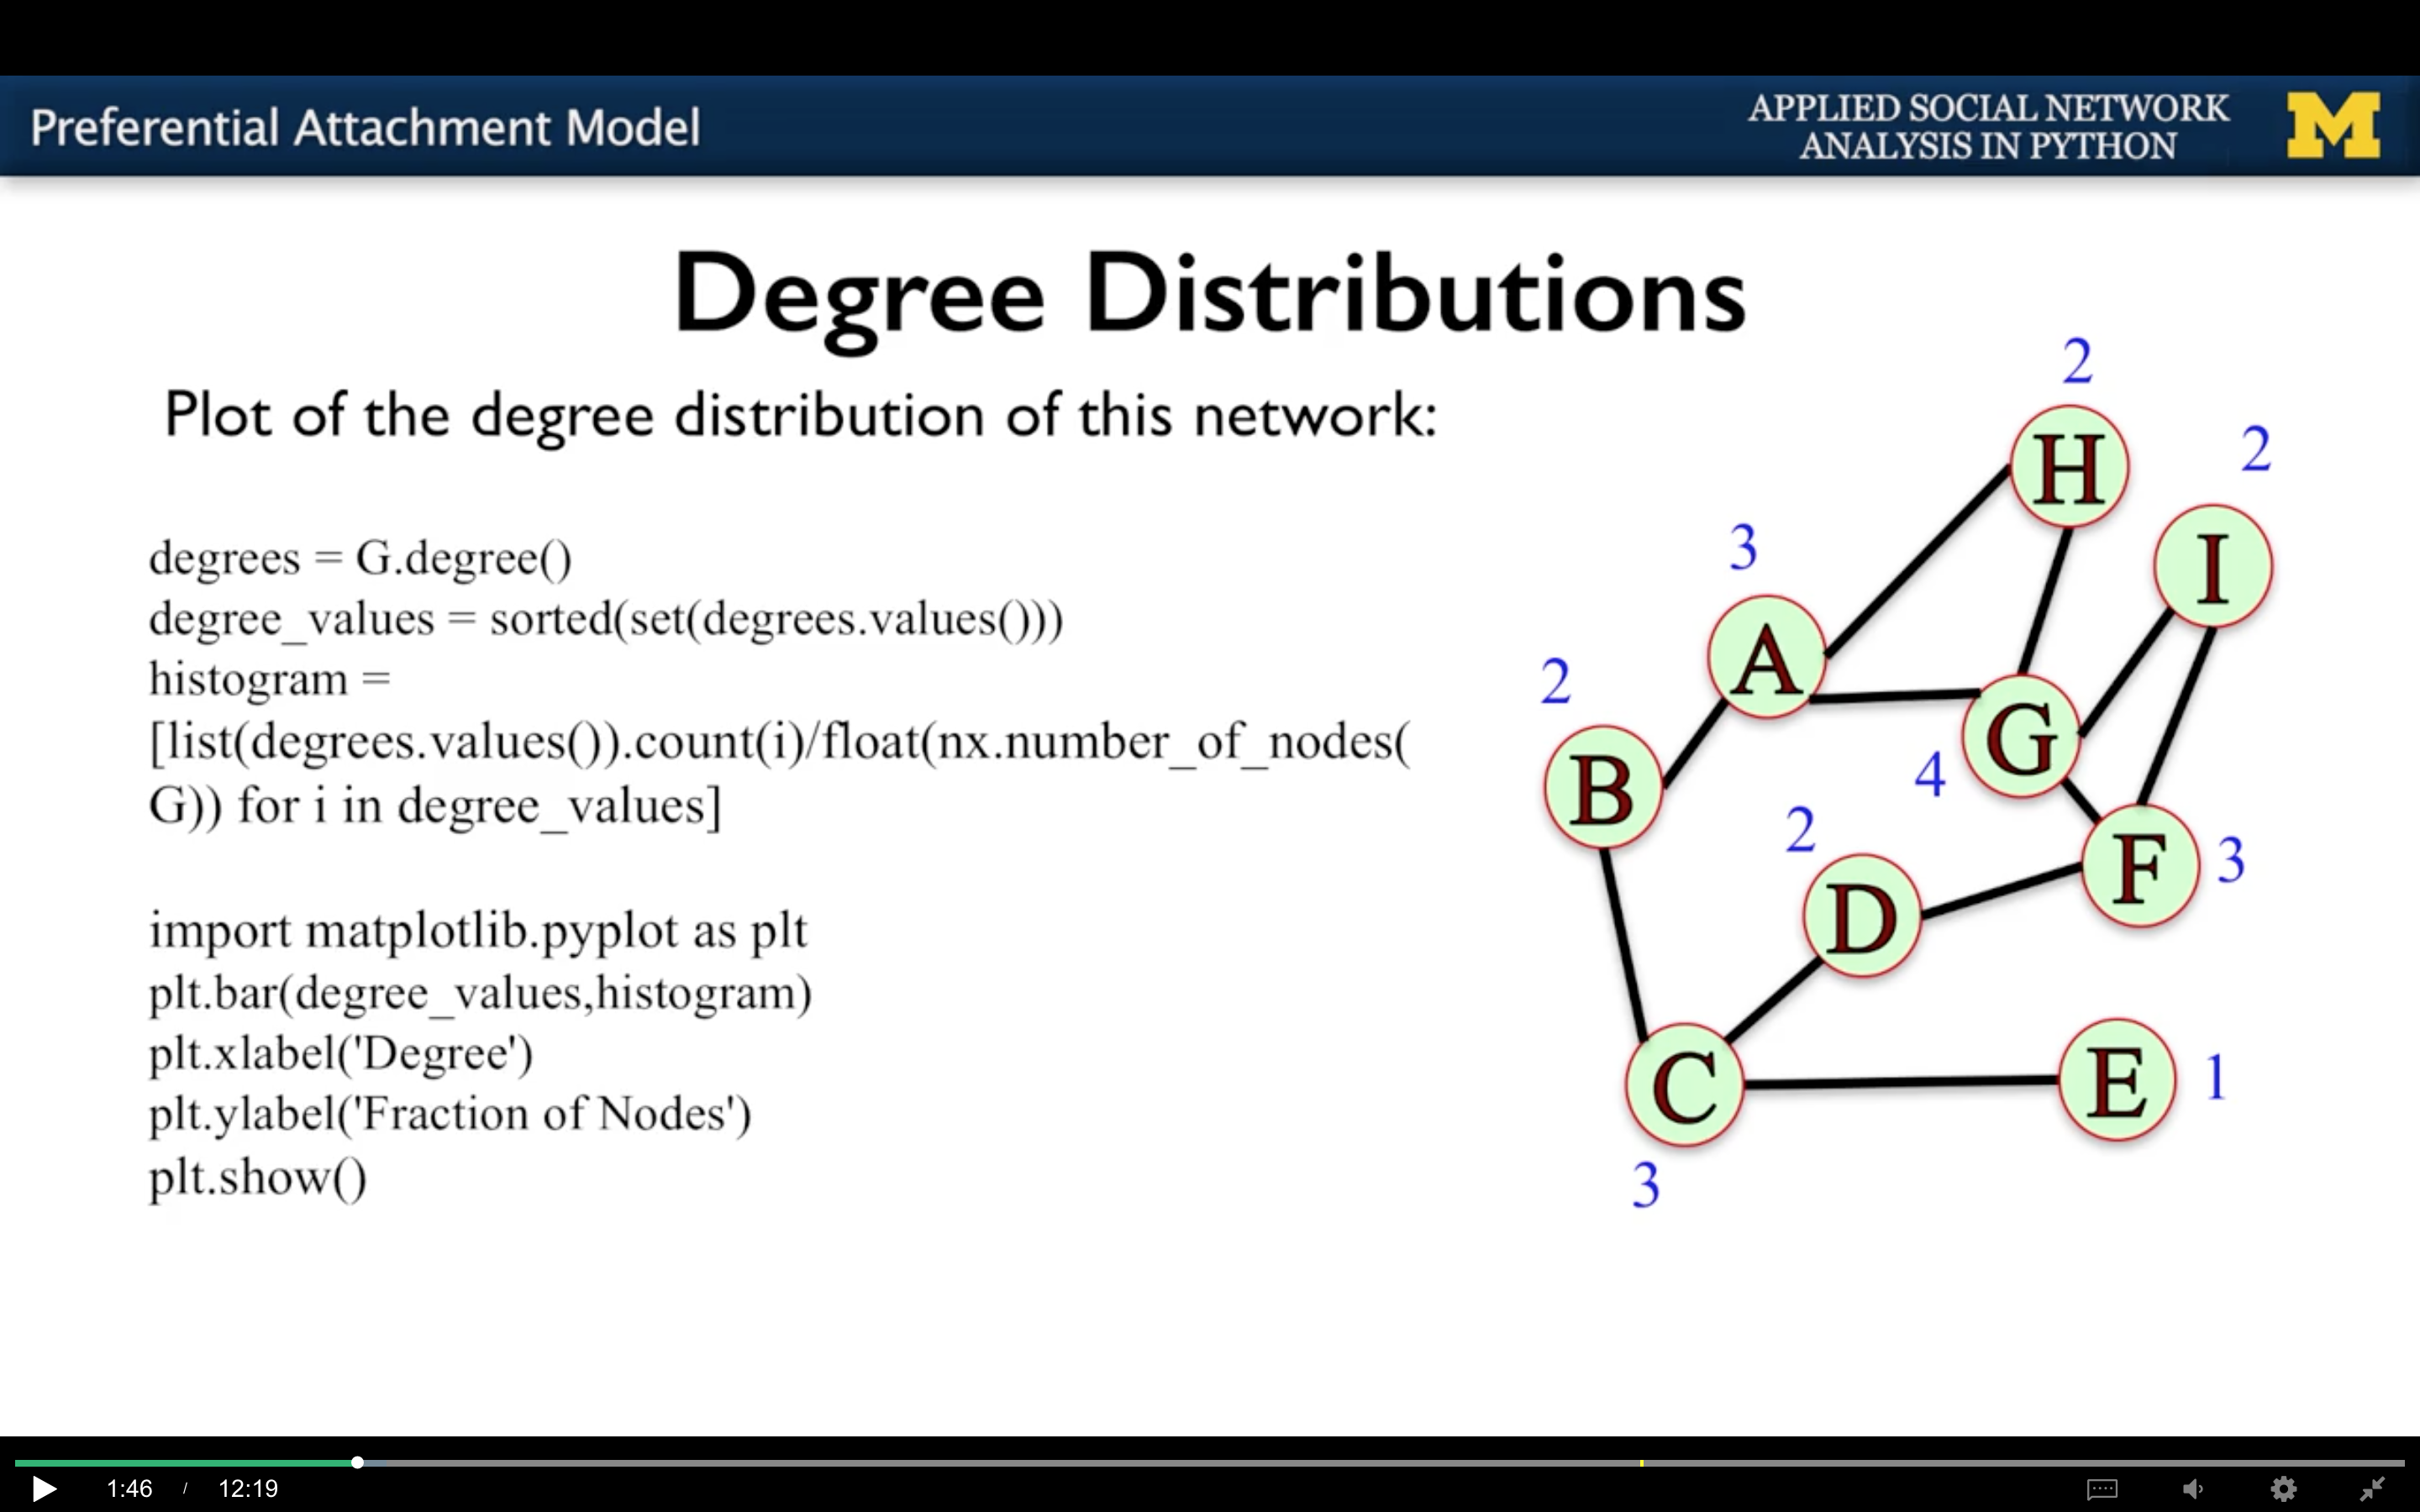 Preferential Attachment Model
APPLIED SOCIAL NETWORK
ANALYSIS IN PYTHON
M
Degree Distributions
Plot of the degree distribution of this network:
degrees = G.degree()
degree_values = sorted(set(degrees.values()))
histogram =
[list(degrees.values()).count(i)/float(nx.number_of_nodes(
G)) for i in degree_values]
import matplotlib.pyplot as plt
plt.bar(degree_values,histogram)
plt.xlabel('Degree')
plt.ylabel('Fraction of Nodes')
plt.show()
2
H
2
I
3
A
2
B
G
4
2
D
F
3
C
3
E
1
1:46 / 12:19